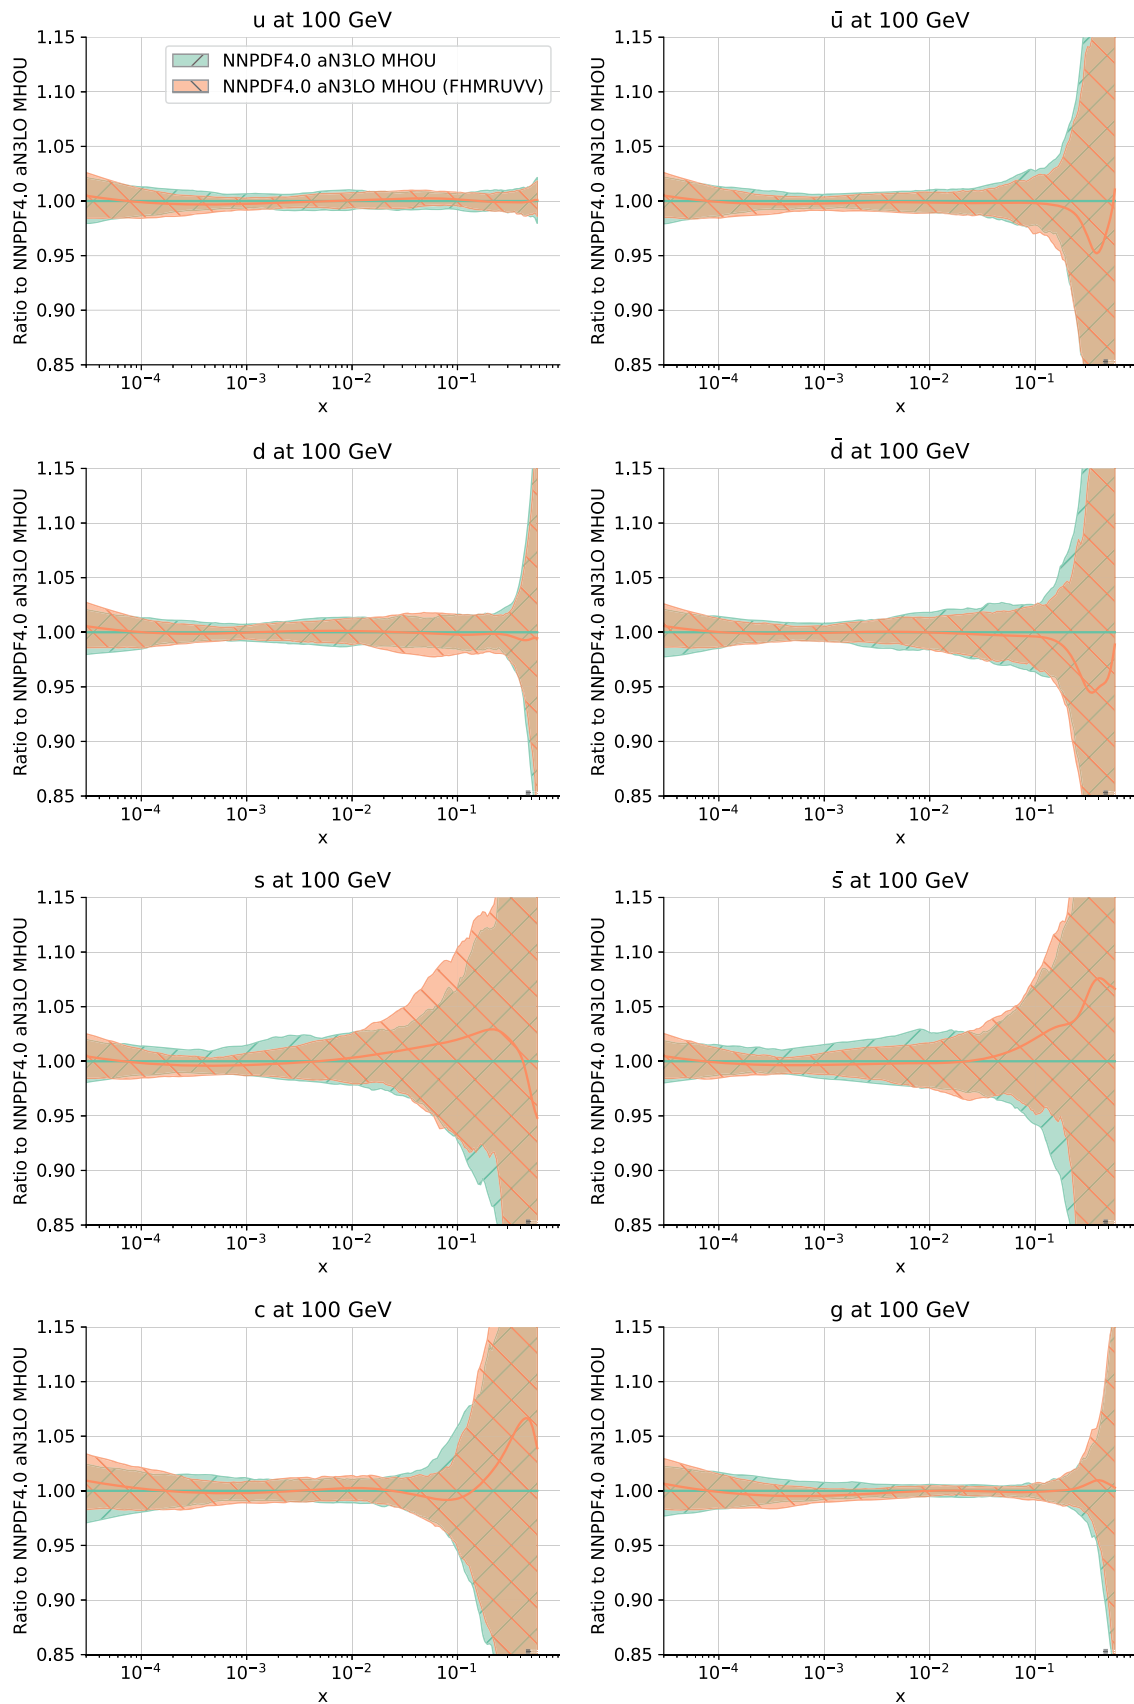 u at 100 GeV
Ratio to NNPDF4.0 aN3LO MHOU
1.15
1.10
1.05
1.00
0.95
0.90
0.85
NNPDF4.0 aN3LO MHOU
NNPDF4.0 aN3LO MHOU (FHMRUVV)
10⁻⁴ 10⁻³ 10⁻² 10⁻¹
x
ū at 100 GeV
Ratio to NNPDF4.0 aN3LO MHOU
1.15
1.10
1.05
1.00
0.95
0.90
0.85
10⁻⁴ 10⁻³ 10⁻² 10⁻¹
x
d at 100 GeV
Ratio to NNPDF4.0 aN3LO MHOU
1.15
1.10
1.05
1.00
0.95
0.90
0.85
10⁻⁴ 10⁻³ 10⁻² 10⁻¹
x
d̄ at 100 GeV
Ratio to NNPDF4.0 aN3LO MHOU
1.15
1.10
1.05
1.00
0.95
0.90
0.85
10⁻⁴ 10⁻³ 10⁻² 10⁻¹
x
s at 100 GeV
Ratio to NNPDF4.0 aN3LO MHOU
1.15
1.10
1.05
1.00
0.95
0.90
0.85
10⁻⁴ 10⁻³ 10⁻² 10⁻¹
x
s̄ at 100 GeV
Ratio to NNPDF4.0 aN3LO MHOU
1.15
1.10
1.05
1.00
0.95
0.90
0.85
10⁻⁴ 10⁻³ 10⁻² 10⁻¹
x
c at 100 GeV
Ratio to NNPDF4.0 aN3LO MHOU
1.15
1.10
1.05
1.00
0.95
0.90
0.85
10⁻⁴ 10⁻³ 10⁻² 10⁻¹
x
g at 100 GeV
Ratio to NNPDF4.0 aN3LO MHOU
1.15
1.10
1.05
1.00
0.95
0.90
0.85
10⁻⁴ 10⁻³ 10⁻² 10⁻¹
x